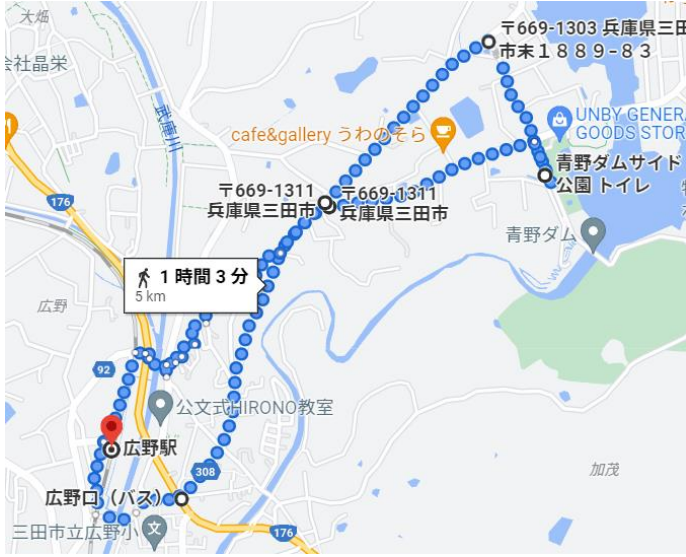 大畑
会社晶栄
武庫川
〒669-1303 兵庫県三田
市末１８８９-８３
cafe&gallery うわのそら
UNBY GENER
GOODS STOR
青野ダムサイド
公園 トイレ
〒669-1311
兵庫県三田市
〒669-1311
兵庫県三田市
176
青野ダム
1 時間 3 分
5 km
広野
92
公文式HIRONO教室
広野駅
308
加茂
広野口（バス）
三田市立広野小
文
176